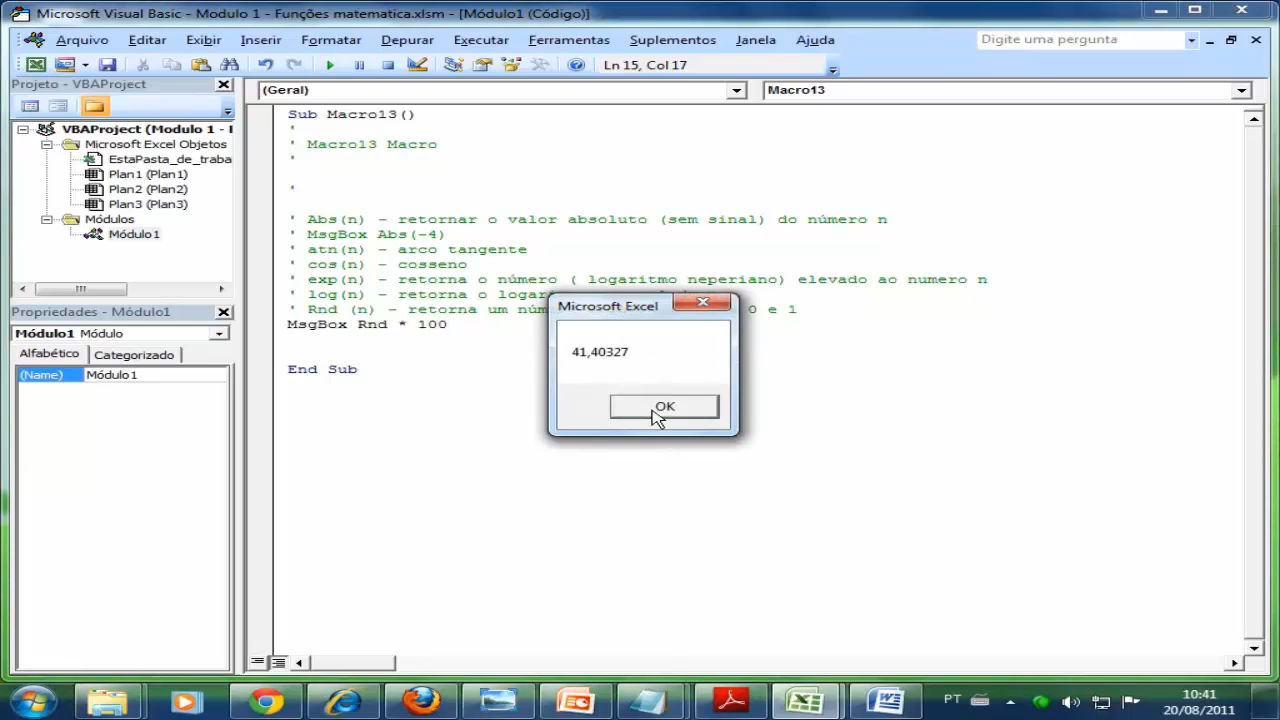 Microsoft Visual Basic - Modulo 1 - Funções matematica.xlsm - [Módulo1 (Código)]
Arquivo Editar Exibir Inserir Formatar Depurar Executar Ferramentas Suplementos Janela Ajuda Digite uma pergunta
Ln 15, Col 17
Projeto - VBAProject
(Geral) Macro13
VBAProject (Modulo 1 -
Microsoft Excel Objetos
EstaPasta_de_traba
Plan1 (Plan1)
Plan2 (Plan2)
Plan3 (Plan3)
Módulos
Módulo1
Propriedades - Módulo1
Módulo1 Módulo
Alfabético Categorizado
(Name) Módulo1
Sub Macro13()
'
' Macro13 Macro
'
'
' Abs(n) - retornar o valor absoluto (sem sinal) do número n
' MsgBox Abs(-4)
' atn(n) - arco tangente
' cos(n) - cosseno
' exp(n) - retorna o número ( logaritmo neperiano) elevado ao numero n
' log(n) - retorna o logar
' Rnd (n) - retorna um núm 0 e 1
MsgBox Rnd * 100
End Sub
Microsoft Excel
41,40327
OK
PT
10:41
20/08/2011